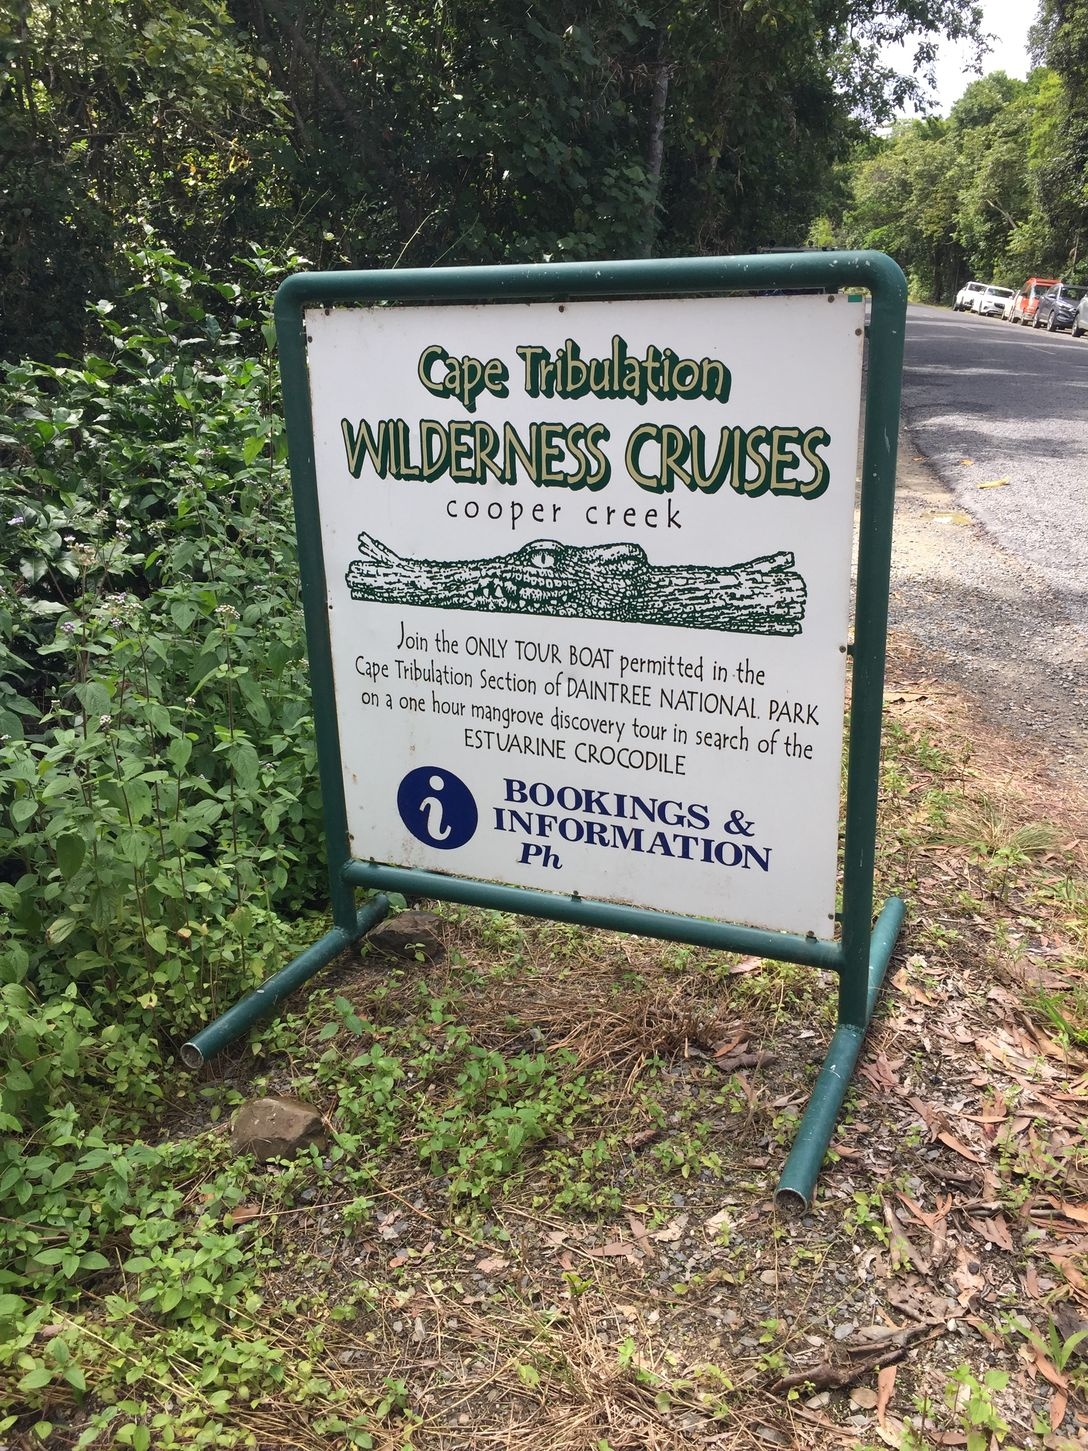 Cape Tribulation
WILDERNESS CRUISES
cooper creek
Join the ONLY TOUR BOAT permitted in the
Cape Tribulation Section of DAINTREE NATIONAL PARK
on a one hour mangrove discovery tour in search of the
ESTUARINE CROCODILE
i BOOKINGS &
INFORMATION
Ph